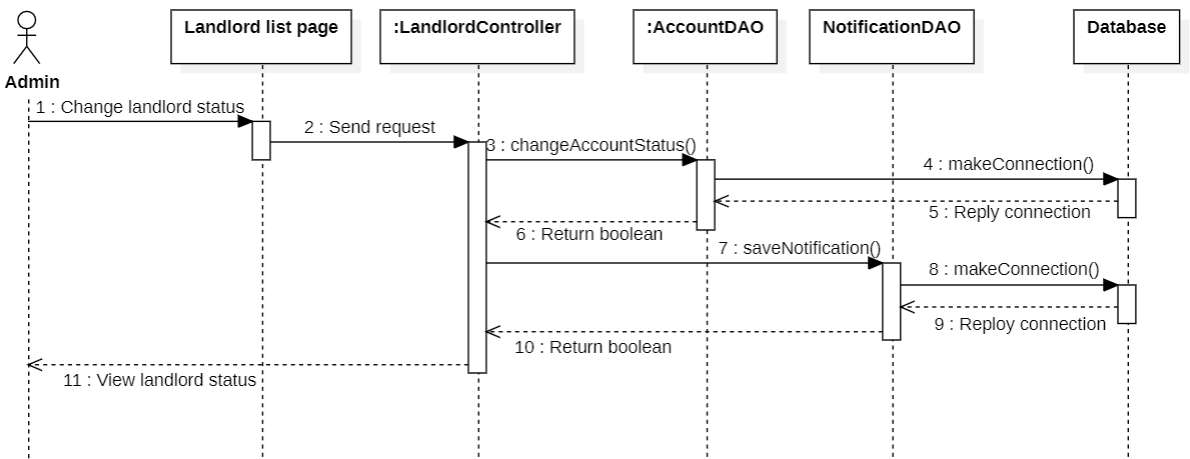 Landlord list page
:LandlordController
:AccountDAO
NotificationDAO
Database
Admin
1 : Change landlord status
2 : Send request
3 : changeAccountStatus()
4 : makeConnection()
5 : Reply connection
6 : Return boolean
7 : saveNotification()
8 : makeConnection()
9 : Reploy connection
10 : Return boolean
11 : View landlord status